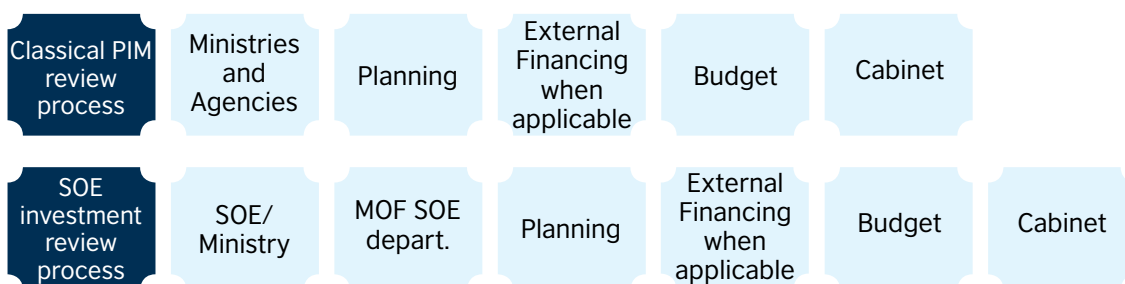 Classical PIM
review
process
Ministries
and
Agencies
Planning
External
Financing
when
applicable
Budget
Cabinet
SOE
investment
review
process
SOE/
Ministry
MOF SOE
depart.
Planning
External
Financing
when
applicable
Budget
Cabinet